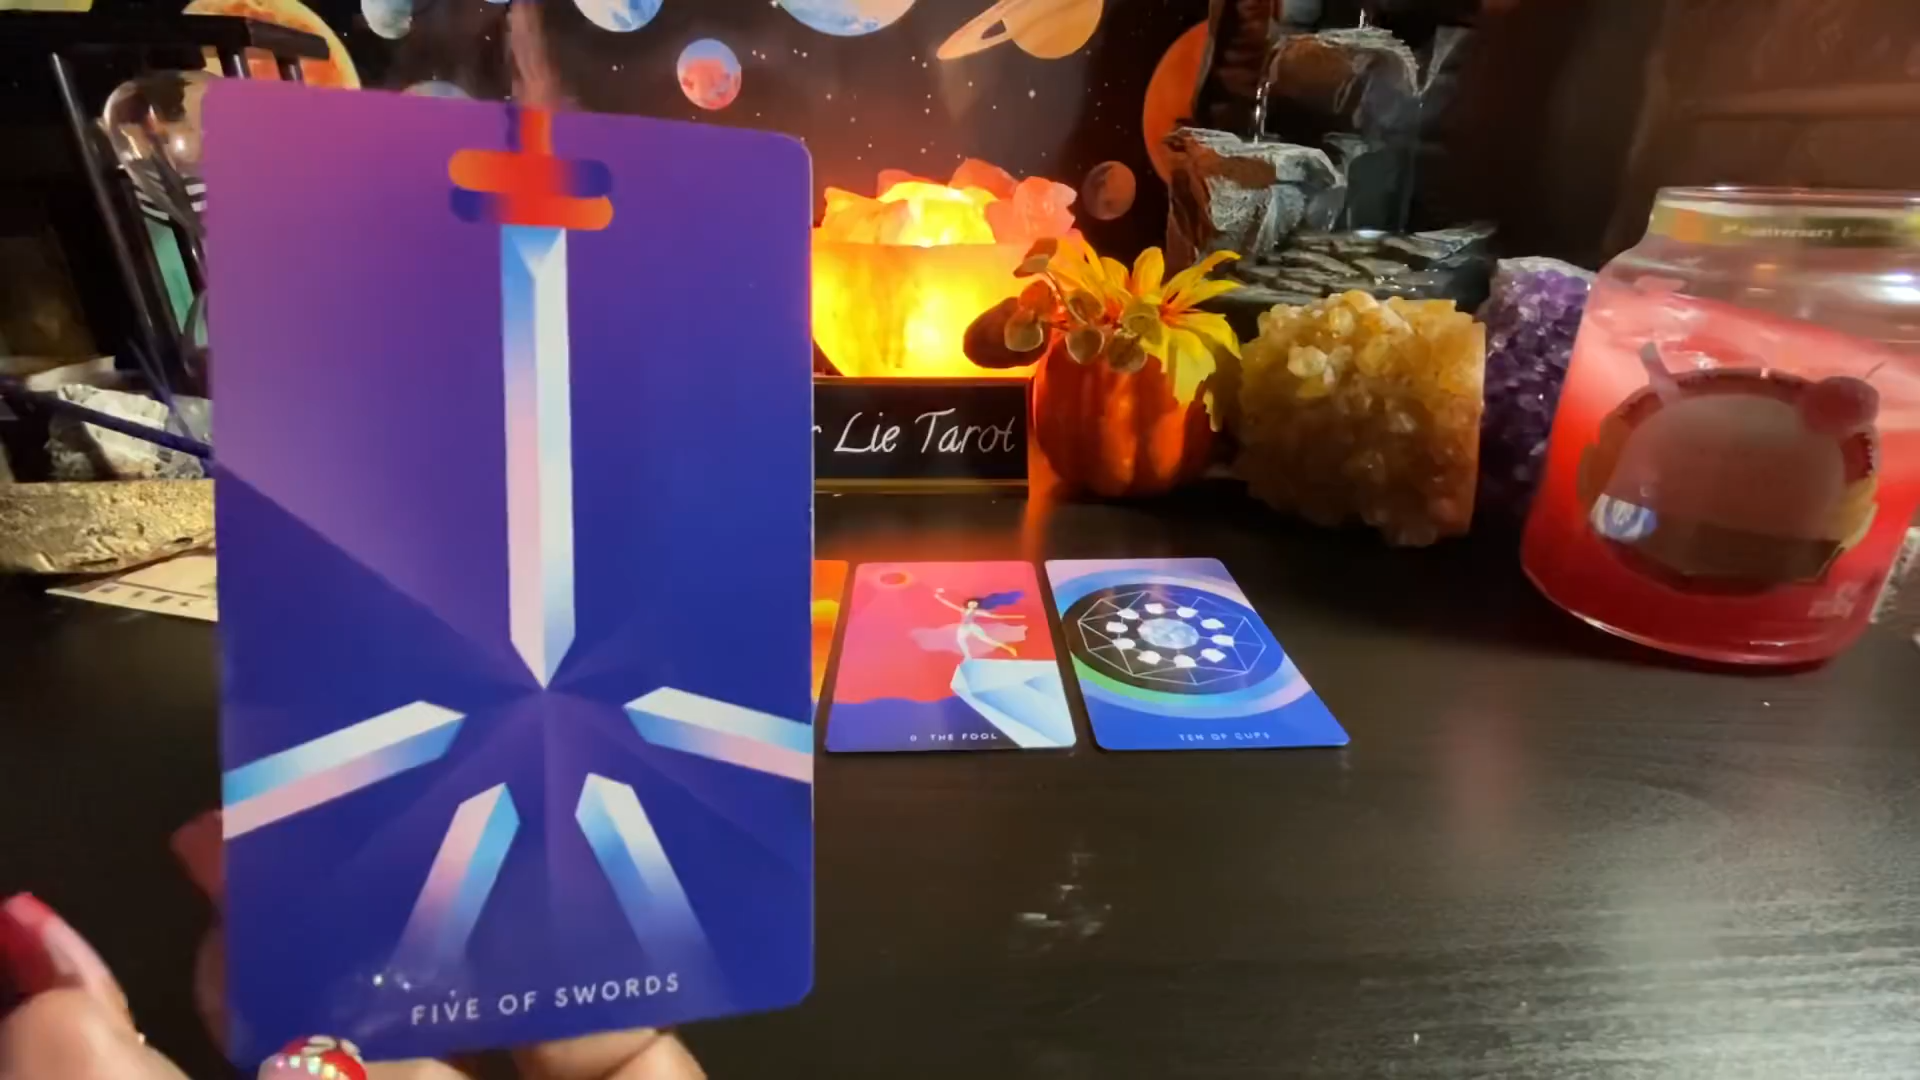 Lie Tarot
0 THE FOOL
TEN OF CUPS
FIVE OF SWORDS